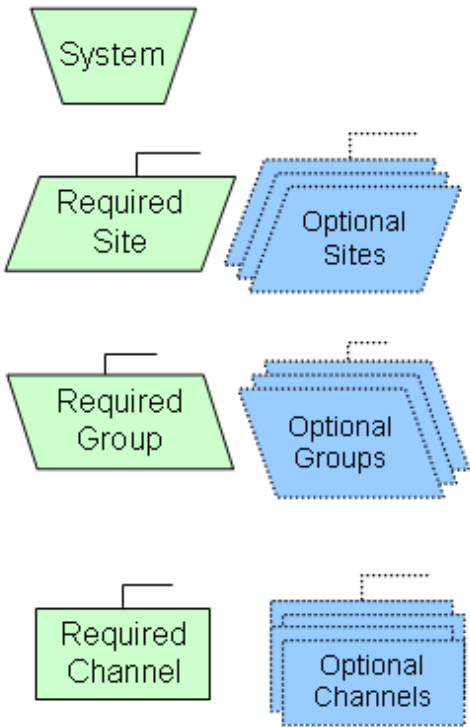 System
Required
Site
Optional
Sites
Required
Group
Optional
Groups
Required
Channel
Optional
Channels